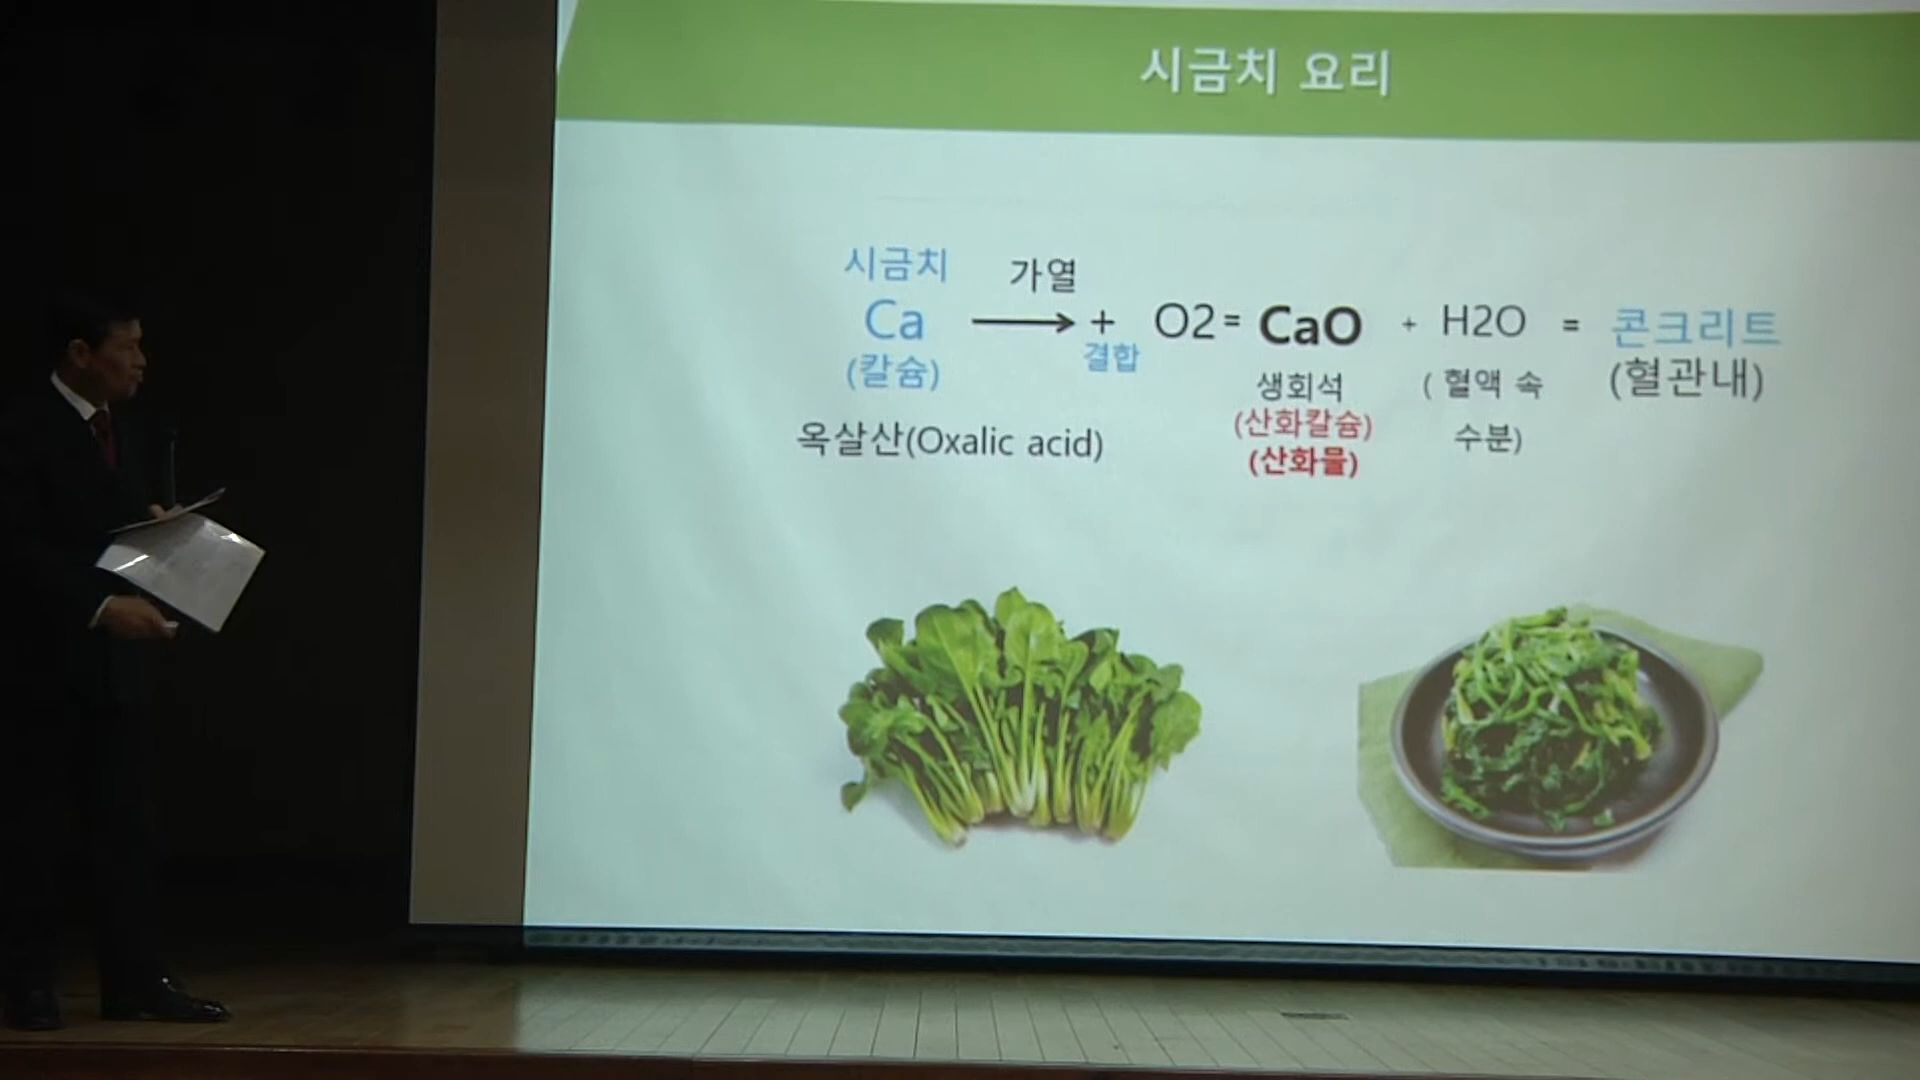 시금치 요리
시금치 가열
Ca + O2 = CaO + H2O = 콘크리트
(칼슘) 결합 생회석 ( 혈액 속 (혈관내)
옥살산(Oxalic acid) (산화칼슘) 수분)
(산화물)